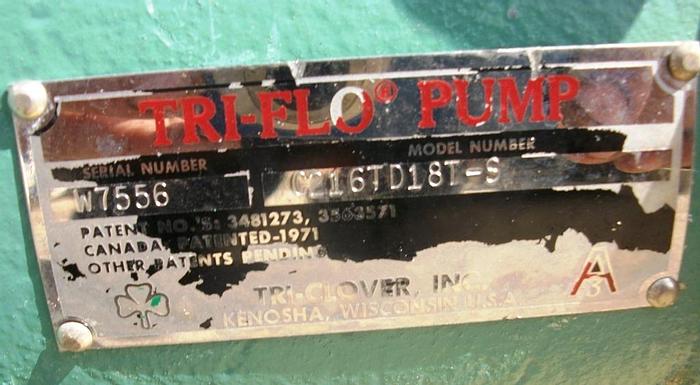 TRI-FLO® PUMP
SERIAL NUMBER MODEL NUMBER
W7556 C216TD18T-S
PATENT NO.'S: 3481273, 3563571
CANADA, PATENTED-1971
OTHER PATENTS PENDING
TRI-CLOVER, INC.
KENOSHA, WISCONSIN U.S.A.
A
3